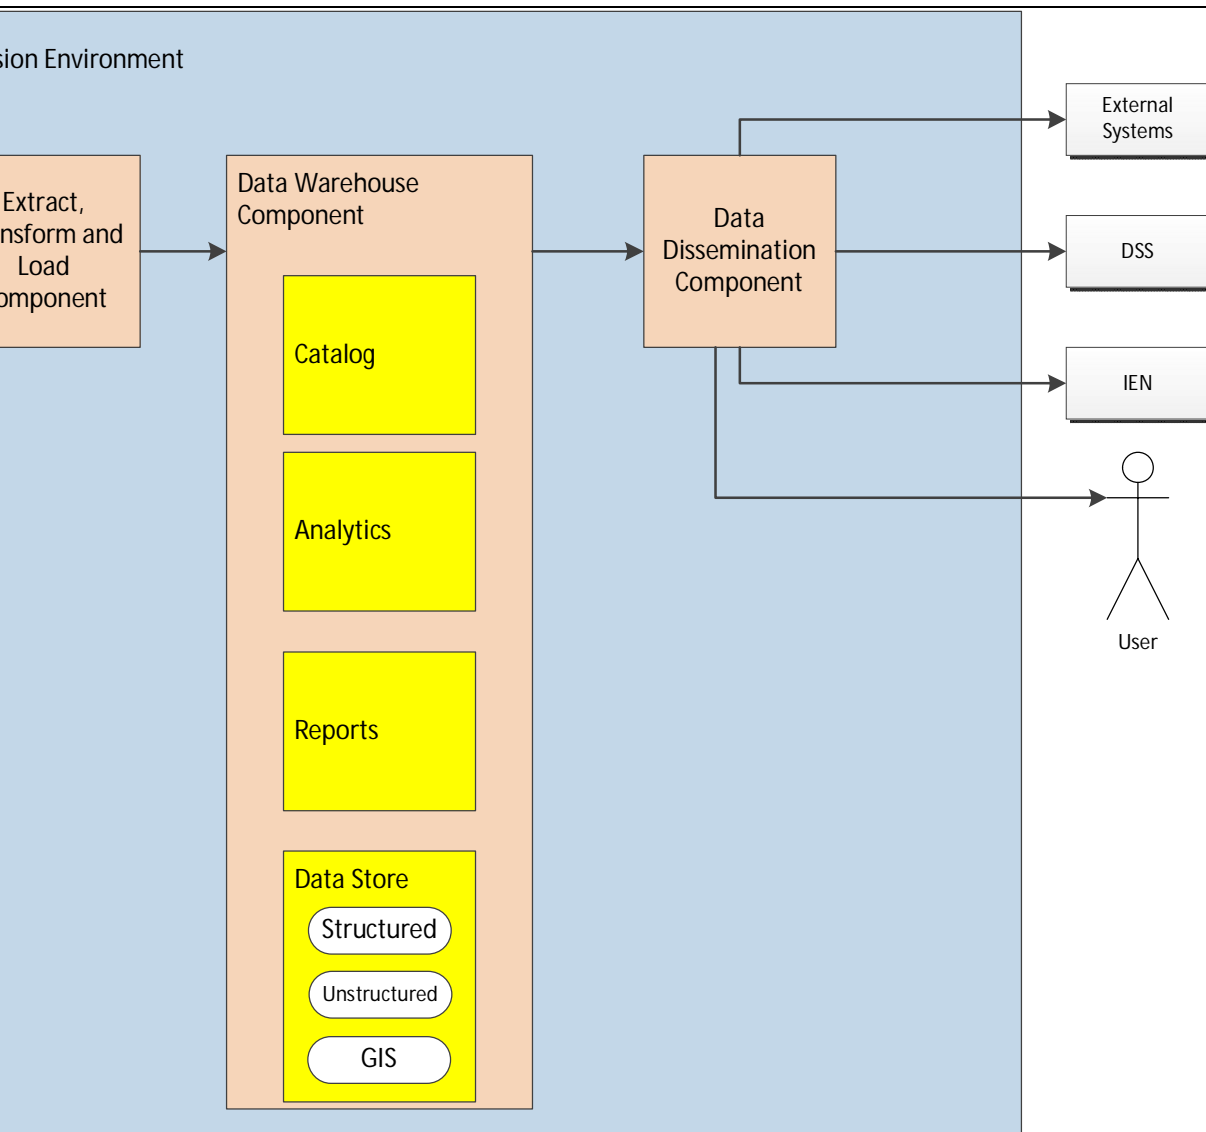 sion Environment
External
Systems
Extract,
nsform and
Load
omponent
Data Warehouse
Component
Data
Dissemination
Component
DSS
Catalog
IEN
Analytics
User
Reports
Data Store
Structured
Unstructured
GIS